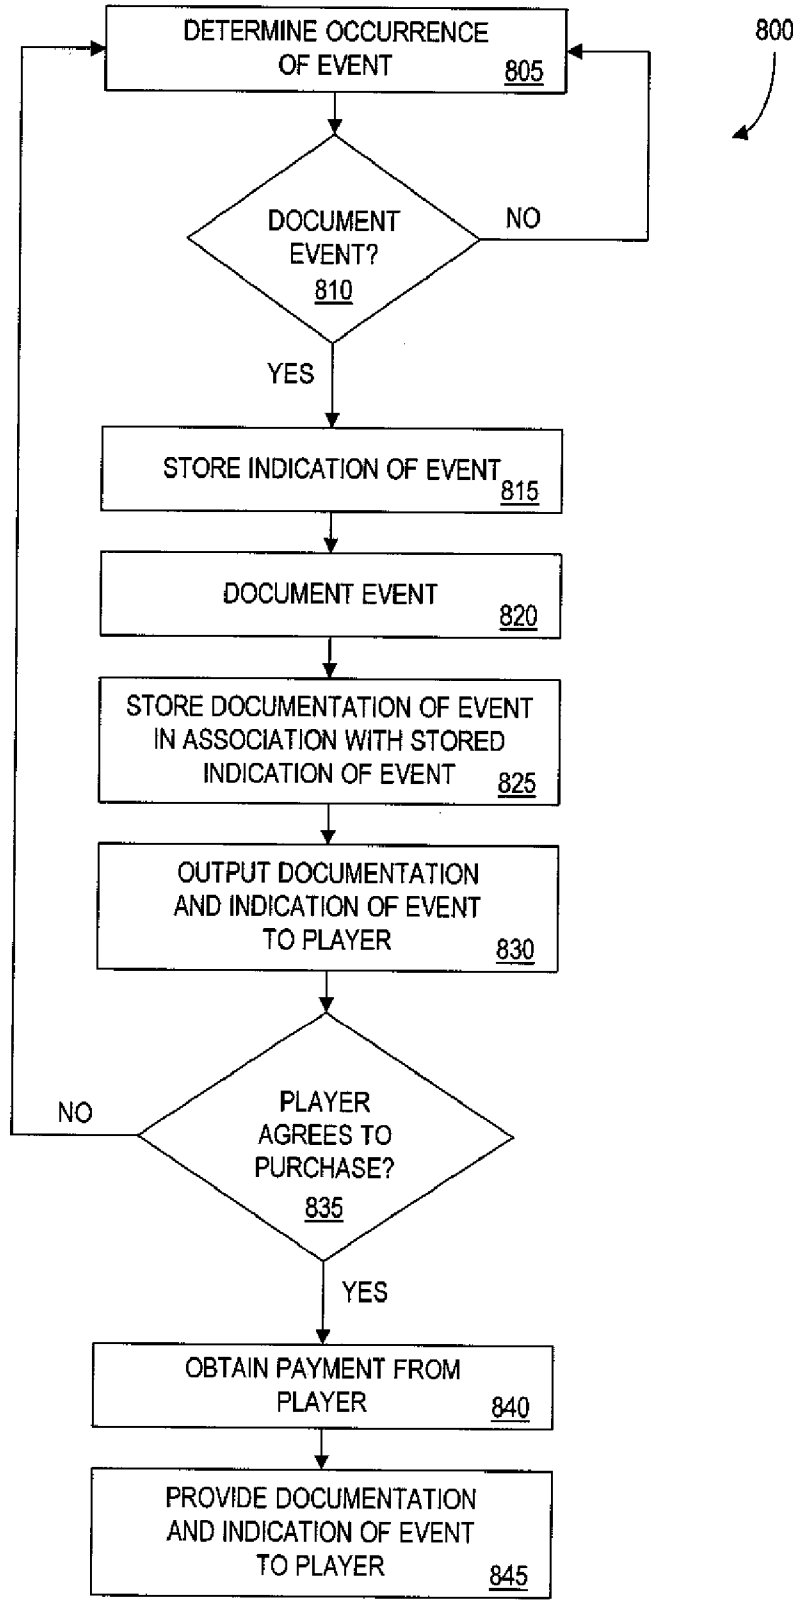 DETERMINE OCCURRENCE
OF EVENT
805
800
DOCUMENT
EVENT?
810
NO
YES
STORE INDICATION OF EVENT
815
DOCUMENT EVENT
820
STORE DOCUMENTATION OF EVENT
IN ASSOCIATION WITH STORED
INDICATION OF EVENT
825
OUTPUT DOCUMENTATION
AND INDICATION OF EVENT
TO PLAYER
830
PLAYER
AGREES TO
PURCHASE?
835
NO
YES
OBTAIN PAYMENT FROM
PLAYER
840
PROVIDE DOCUMENTATION
AND INDICATION OF EVENT
TO PLAYER
845